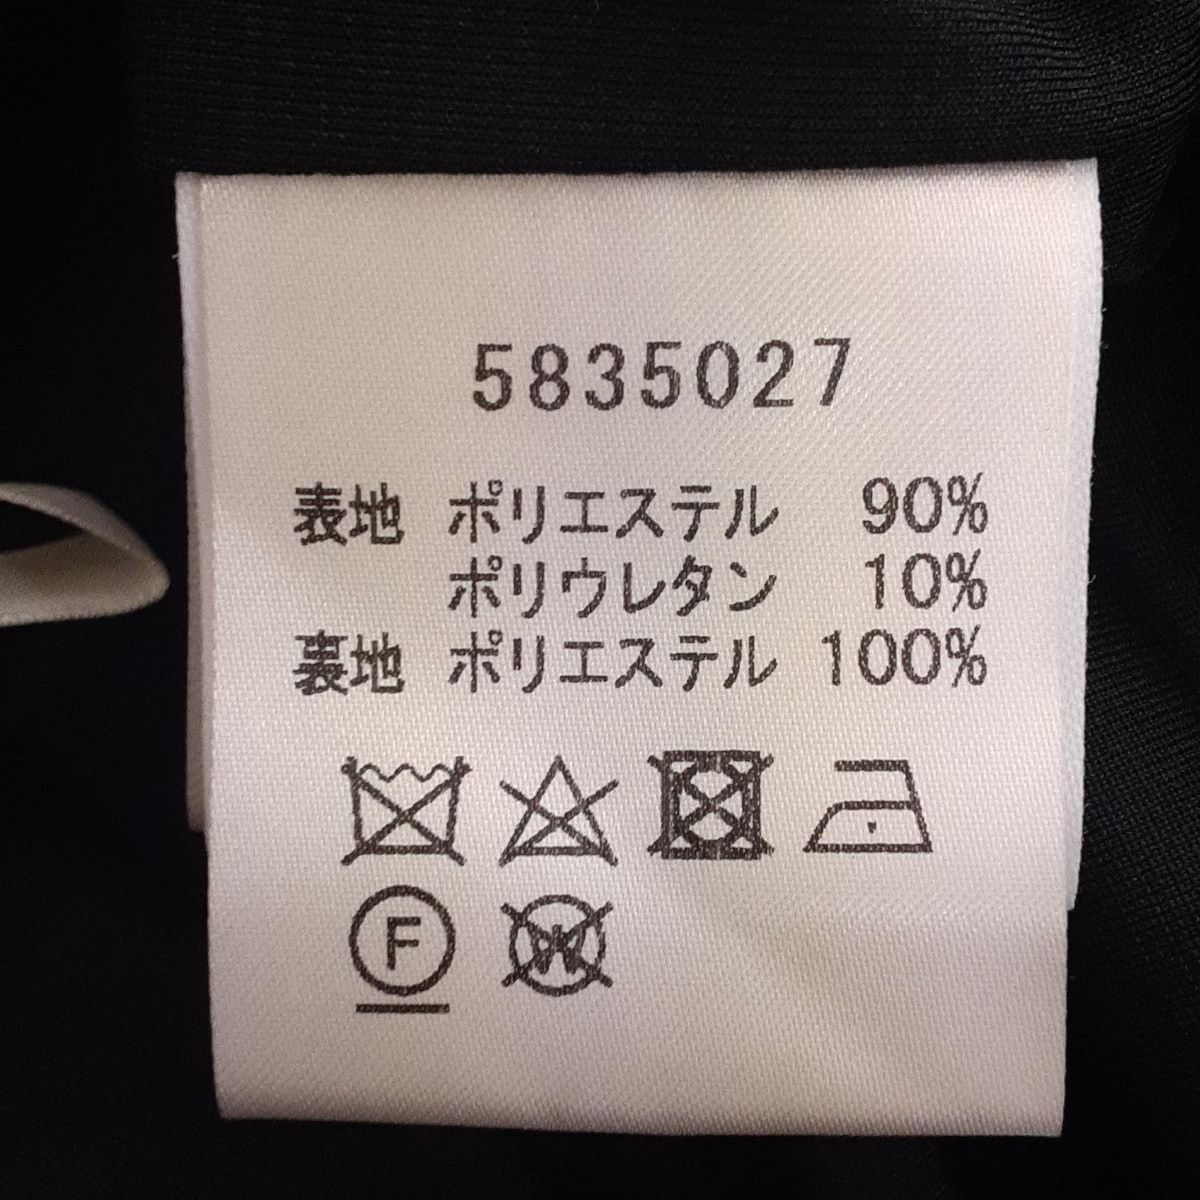 5835027
表地 ポリエステル 90%
ポリウレタン 10%
裏地 ポリエステル 100%
F
W